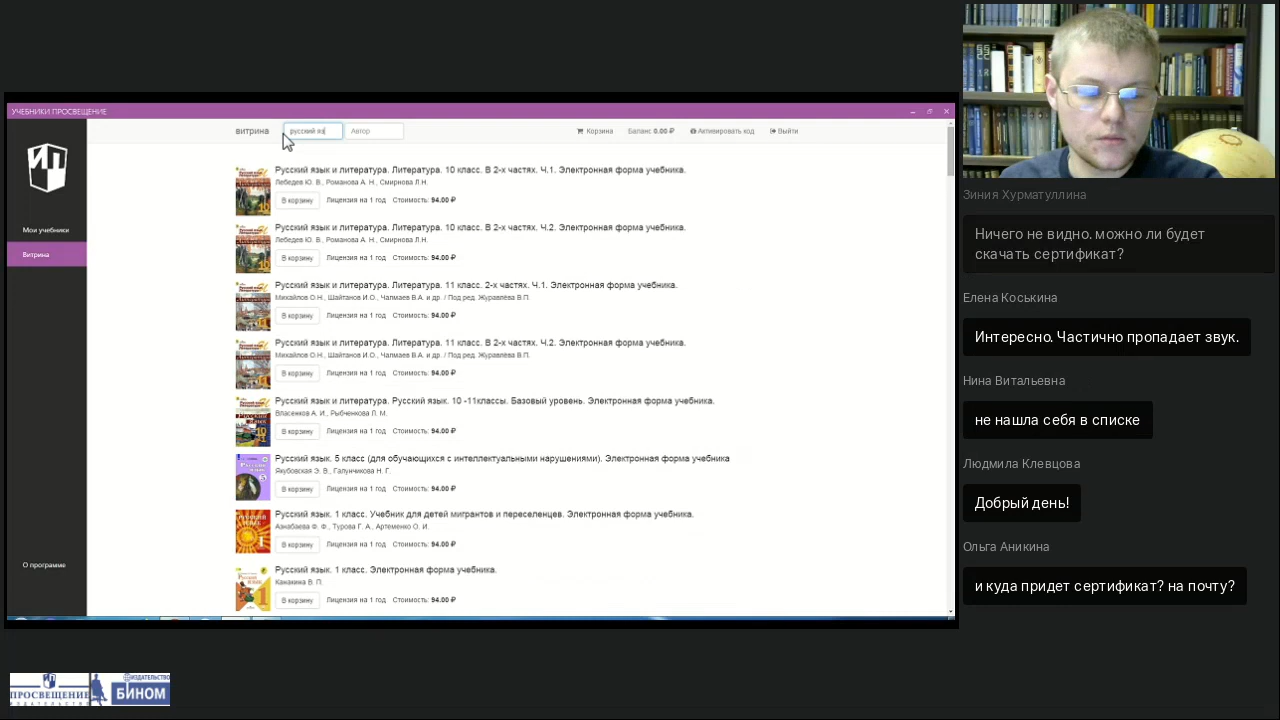 УЧЕБНИКИ ПРОСВЕЩЕНИЕ
витрина
русский яз
Автор
Корзина
Баланс 0.00 ₽
Активировать код
Выйти
Мои учебники
Витрина
О программе
Русский язык и литература. Литература. 10 класс. В 2-х частях. Ч.1. Электронная форма учебника.
Лебедев Ю. В., Романова А. Н., Смирнова Л.Н.
В корзину Лицензия на 1 год Стоимость: 94.00 ₽
Русский язык и литература. Литература. 10 класс. В 2-х частях. Ч.2. Электронная форма учебника.
Лебедев Ю. В., Романова А. Н., Смирнова Л.Н.
В корзину Лицензия на 1 год Стоимость: 94.00 ₽
Русский язык и литература. Литература. 11 класс. 2-х частях. Ч.1. Электронная форма учебника.
Михайлов О.Н., Шайтанов И.О., Чалмаев В.А. и др. / Под ред. Журавлёва В.П.
В корзину Лицензия на 1 год Стоимость: 94.00 ₽
Русский язык и литература. Литература. 11 класс. В 2-х частях. Ч.2. Электронная форма учебника.
Михайлов О.Н., Шайтанов И.О., Чалмаев В.А. и др. / Под ред. Журавлёва В.П.
В корзину Лицензия на 1 год Стоимость: 94.00 ₽
Русский язык и литература. Русский язык. 10 -11классы. Базовый уровень. Электронная форма учебника.
Власенков А. И., Рыбченкова Л. М.
В корзину Лицензия на 1 год Стоимость: 94.00 ₽
Русский язык. 5 класс (для обучающихся с интеллектуальными нарушениями). Электронная форма учебника
Якубовская Э. В., Галунчикова Н. Г.
В корзину Лицензия на 1 год Стоимость: 94.00 ₽
Русский язык. 1 класс. Учебник для детей мигрантов и переселенцев. Электронная форма учебника.
Азнабаева Ф. Ф., Турова Г. А., Артеменко О. И.
В корзину Лицензия на 1 год Стоимость: 94.00 ₽
Русский язык. 1 класс. Электронная форма учебника.
Канакина В. П.
В корзину Лицензия на 1 год Стоимость: 94.00 ₽
Зиния Хурматуллина
Ничего не видно. можно ли будет
скачать сертификат?
Елена Коськина
Интересно. Частично пропадает звук.
Нина Витальевна
не нашла себя в списке
Людмила Клевцова
Добрый день!
Ольга Аникина
и куда придет сертификат? на почту?
ПРОСВЕЩЕНИЕ
ИЗДАТЕЛЬСТВО
ИЗДАТЕЛЬСТВО
БИНОМ